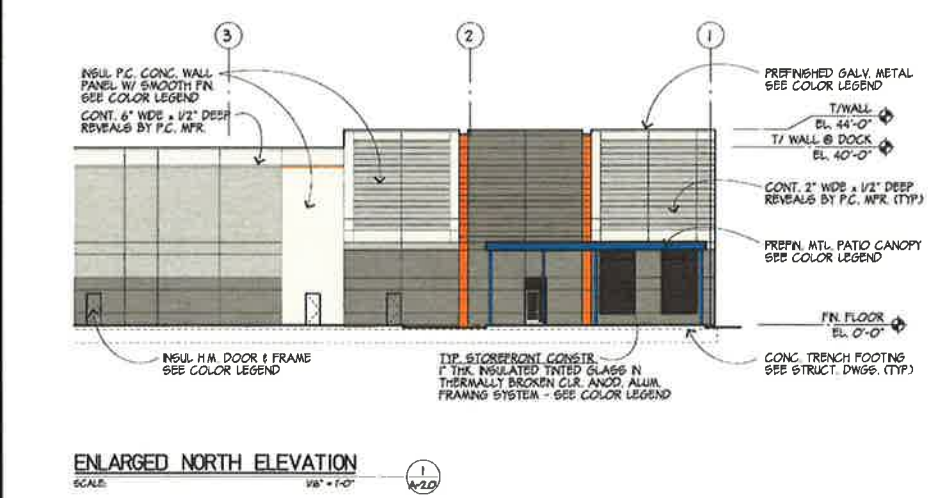 3
2
1
INSUL P.C. CONC. WALL
PANEL W/ SMOOTH FIN.
SEE COLOR LEGEND
CONT. 6" WIDE x 1/2" DEEP
REVEALS BY P.C. MFR.
PREFINISHED GALV. METAL
SEE COLOR LEGEND
T/WALL
EL. 44'-0"
T/ WALL @ DOCK
EL. 40'-0"
CONT. 2" WIDE x 1/2" DEEP
REVEALS BY P.C. MFR. (TYP.)
PREFIN. MTL. PATIO CANOPY
SEE COLOR LEGEND
FIN. FLOOR
EL. 0'-0"
CONC. TRENCH FOOTING
SEE STRUCT. DWGS. (TYP.)
INSUL H.M. DOOR & FRAME
SEE COLOR LEGEND
TYP. STOREFRONT CONSTR.
1" THK. INSULATED TINTED GLASS IN
THERMALLY BROKEN CLR. ANOD. ALUM.
FRAMING SYSTEM - SEE COLOR LEGEND
ENLARGED NORTH ELEVATION
SCALE: 1/16" = 1'-0"
1
A-2.0